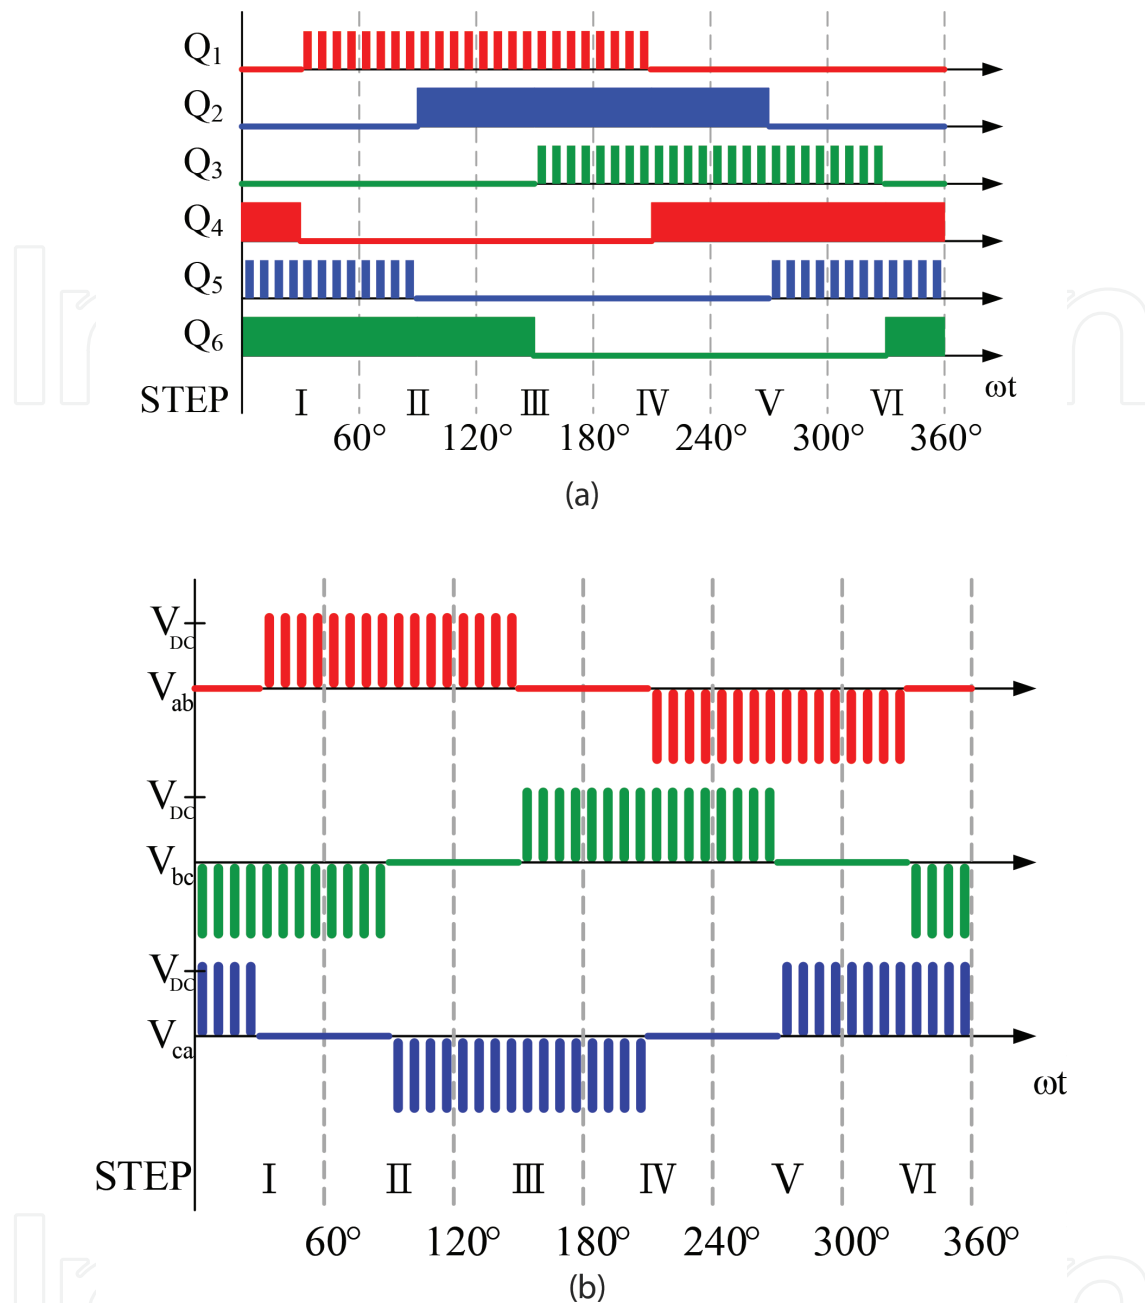 Q1
Q2
Q3
Q4
Q5
Q6
STEP I II III IV V VI ωt
60° 120° 180° 240° 300° 360°
(a)
VDC
Vab
VDC
Vbc
VDC
Vca
ωt
STEP I II III IV V VI
60° 120° 180° 240° 300° 360°
(b)